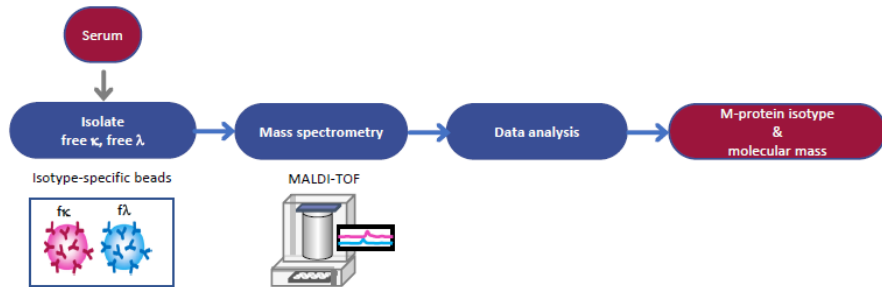 Serum
Isolate
free κ, free λ
Mass spectrometry
Data analysis
M-protein isotype
&
molecular mass
Isotype-specific beads
MALDI-TOF
fκ
fλ